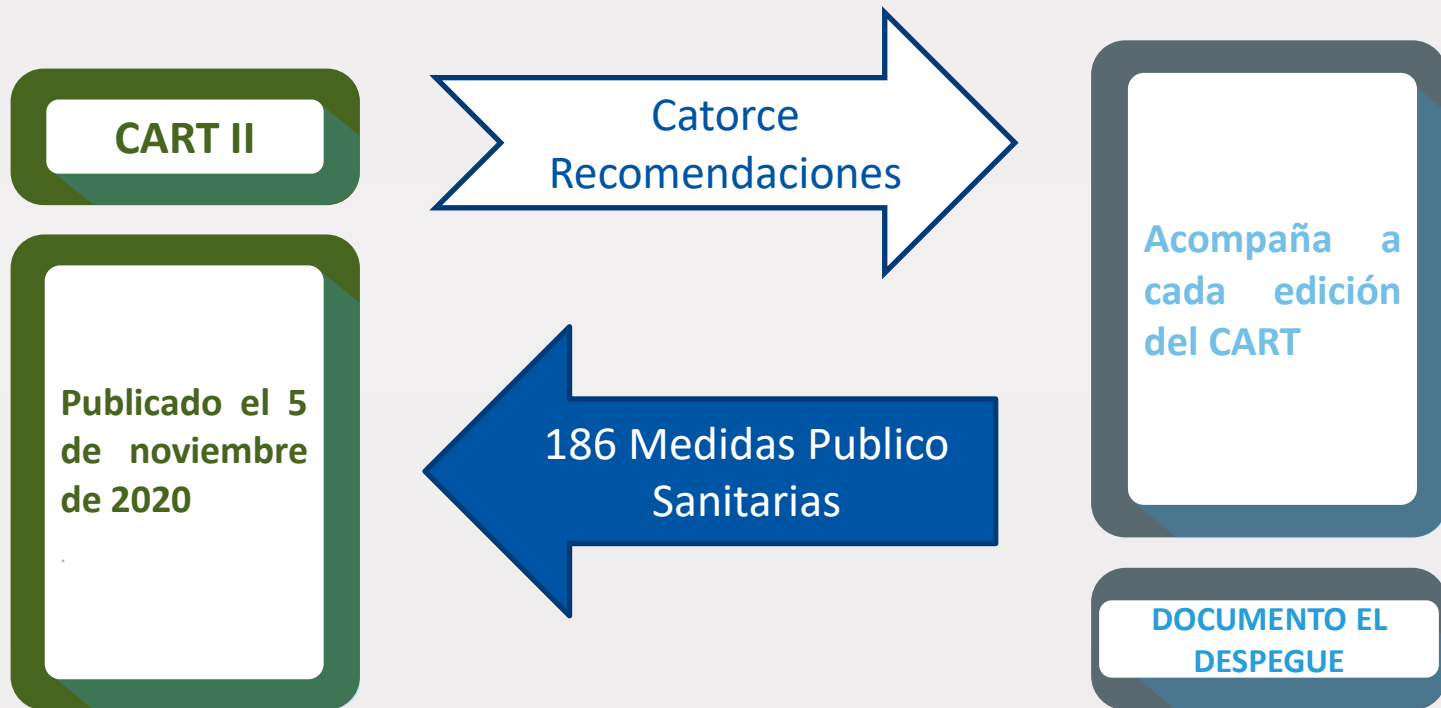 CART II
Publicado el 5
de noviembre
de 2020
.
Catorce
Recomendaciones
186 Medidas Publico
Sanitarias
Acompaña a
cada edición
del CART
DOCUMENTO EL
DESPEGUE